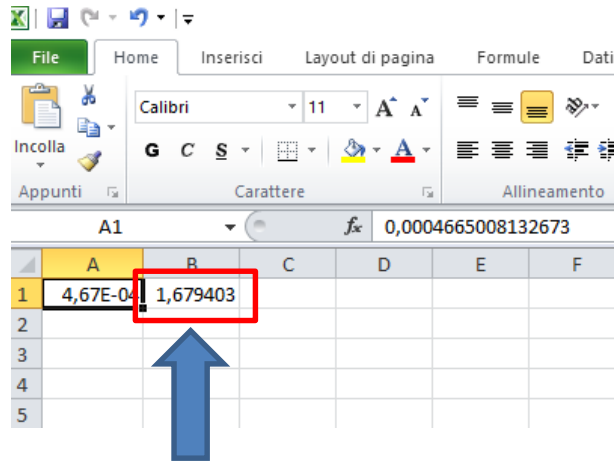 File Home Inserisci Layout di pagina Formule Dati
Calibri 11 A A
Incolla G C S A
Appunti Carattere Allineamento
A1 fx 0,0004665008132673
A B C D E F
1 4,67E-04 1,679403
2
3
4
5